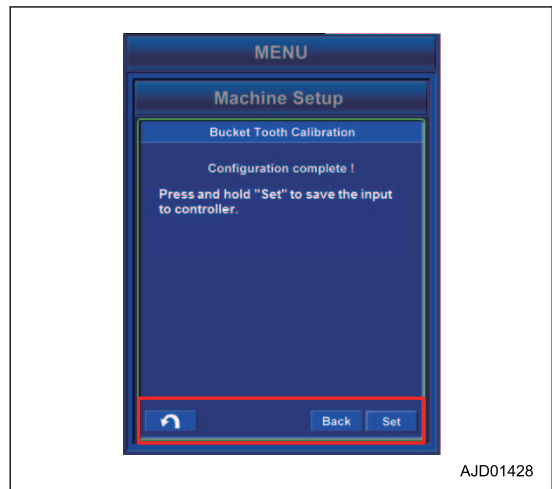 MENU
Machine Setup
Bucket Tooth Calibration
Configuration complete !
Press and hold "Set" to save the input
to controller.
Back Set
AJD01428